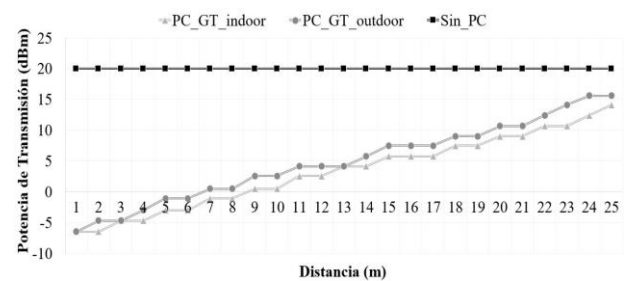 PC_GT_indoor PC_GT_outdoor Sin_PC
Potencia de Transmisión (dBm)
25
20
15
10
5
0
-5
-10
1 2 3 4 5 6 7 8 9 10 11 12 13 14 15 16 17 18 19 20 21 22 23 24 25
Distancia (m)